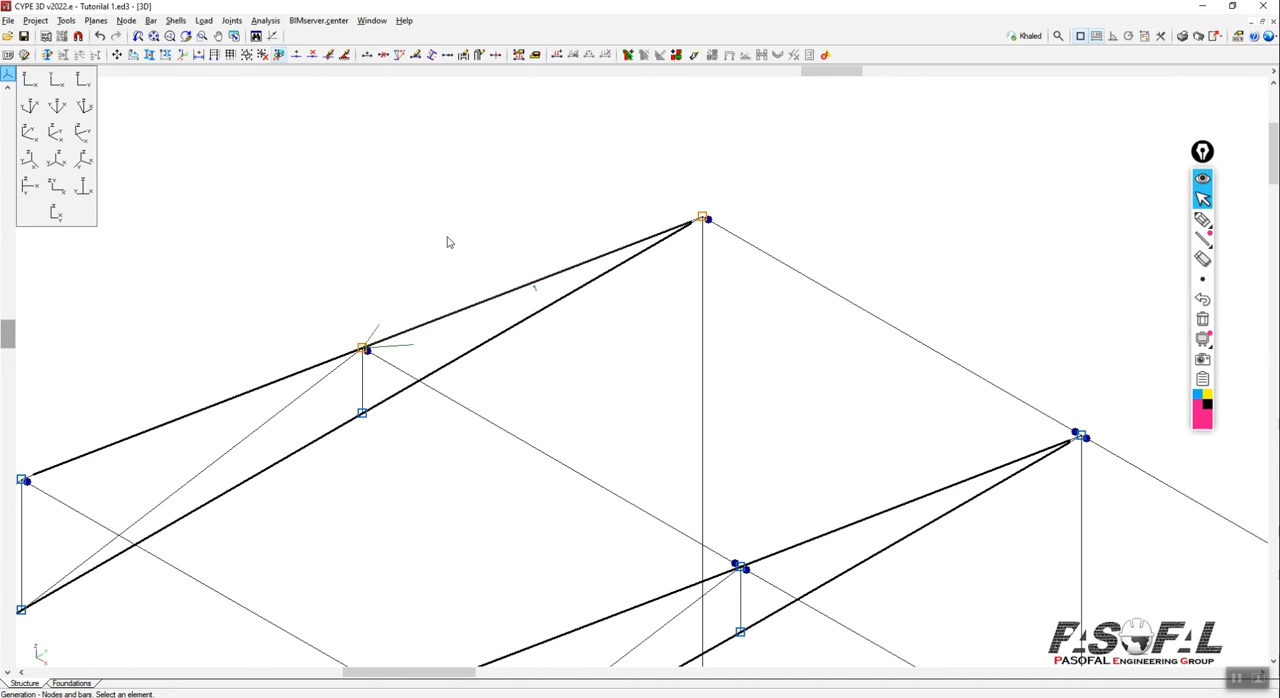 CYPE 3D v2022.e - Tutorilal 1.ed3 - [3D]
File Project Tools Planes Node Bar Shells Load Joints Analysis BIMserver.center Window Help
Khaled
PASOFAL
PASOFAL ENGINEERING GROUP
Structure Foundations
Generation - Nodes and bars. Select an element.